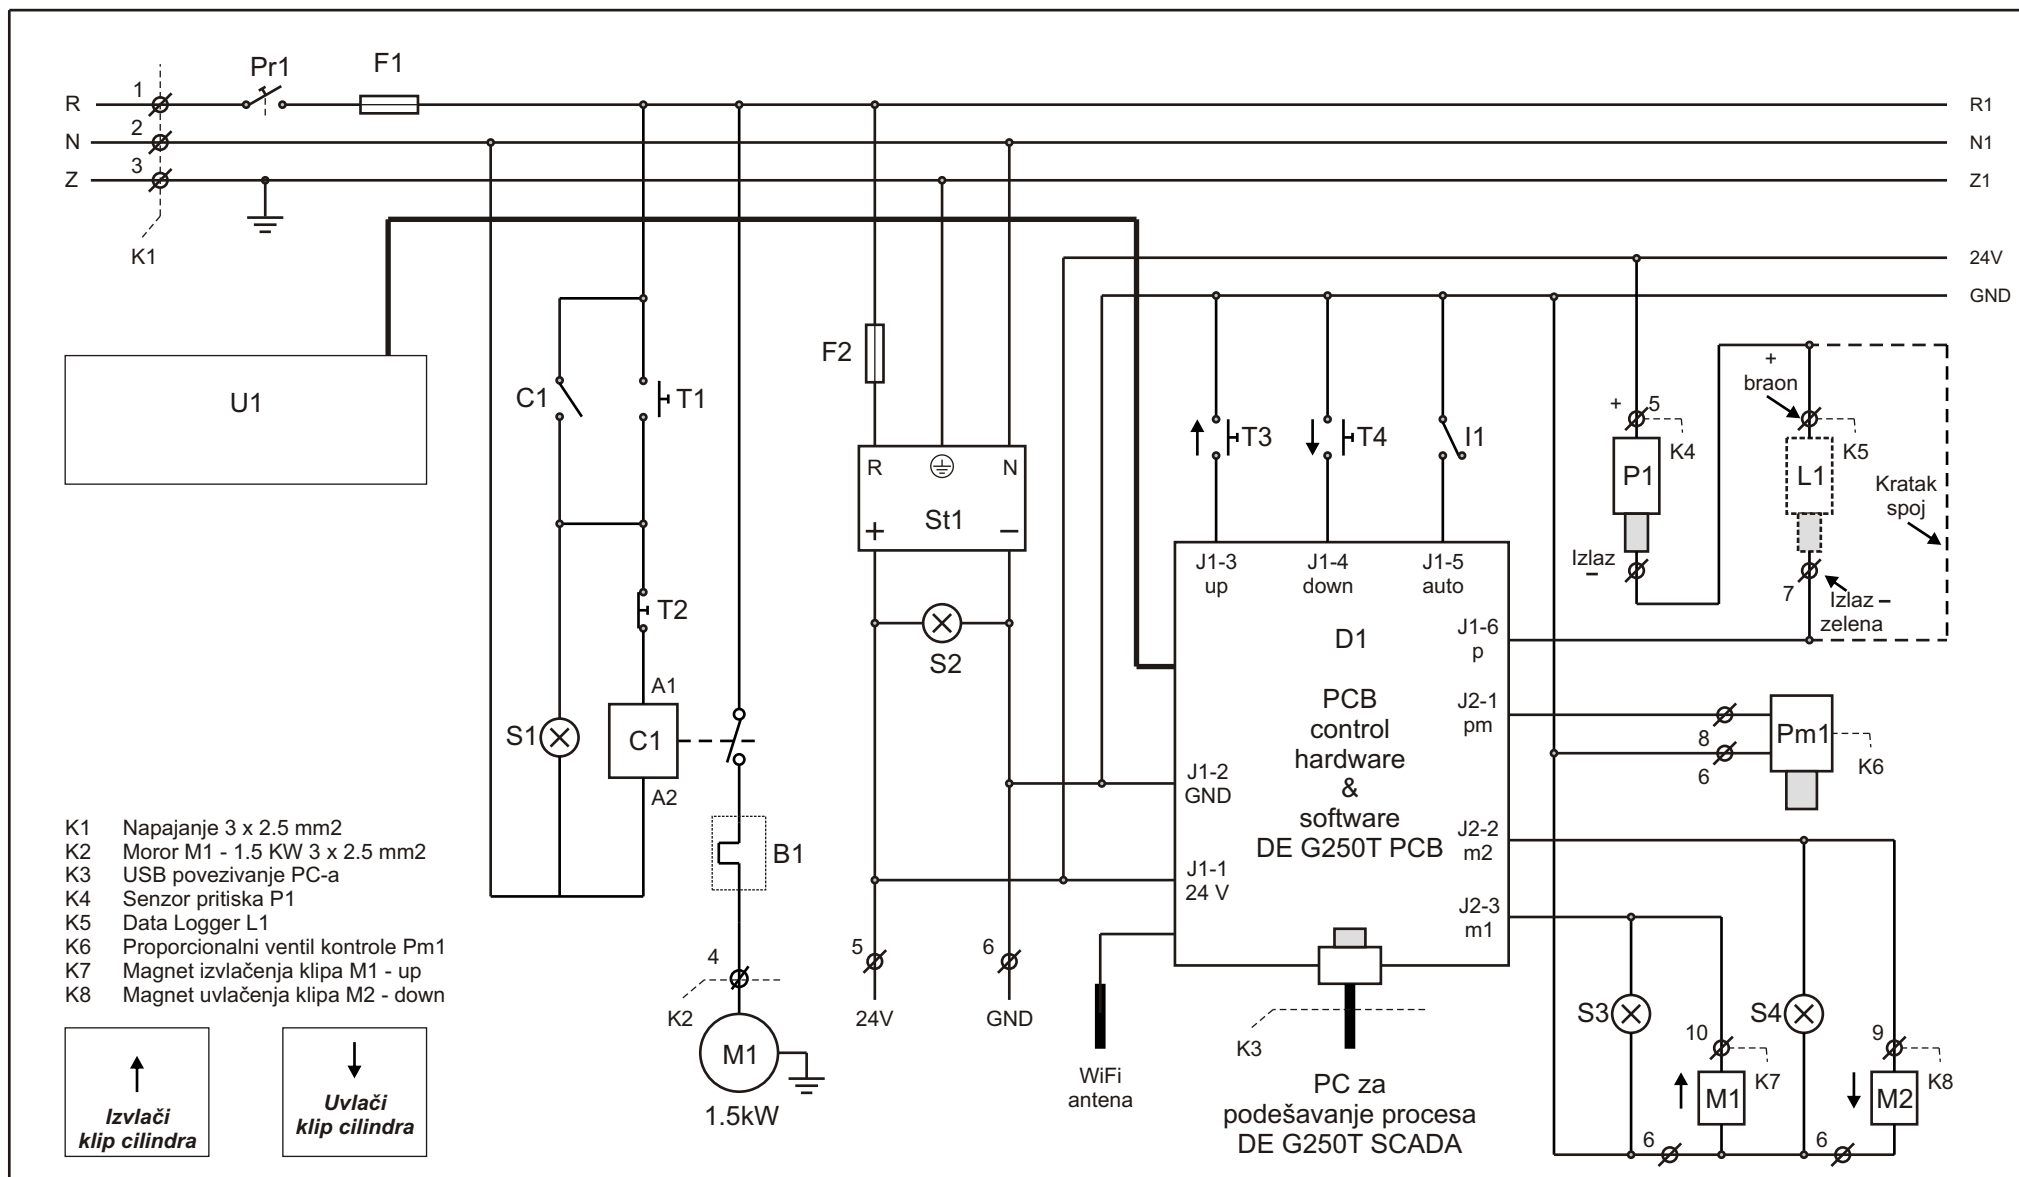 Pr1
F1
R
1
R1
N
2
N1
Z
3
Z1
K1
24V
GND
U1
C1
T1
F2
T3
T4
I1
+
braon
+
5
K4
K5
P1
L1
Kratak
spoj
R
N
St1
+
–
Izlaz
–
7
Izlaz –
zelena
T2
S2
J1-3
up
J1-4
down
J1-5
auto
D1
J1-6
p
PCB
control
hardware
&
software
DE G250T PCB
J2-1
pm
8
6
Pm1
K6
A1
S1
C1
A2
J1-2
GND
J2-2
m2
J1-1
24 V
J2-3
m1
B1
K1 Napajanje 3 x 2.5 mm2
K2 Moror M1 - 1.5 KW 3 x 2.5 mm2
K3 USB povezivanje PC-a
K4 Senzor pritiska P1
K5 Data Logger L1
K6 Proporcionalni ventil kontrole Pm1
K7 Magnet izvlačenja klipa M1 - up
K8 Magnet uvlačenja klipa M2 - down
4
5
6
K2
24V
GND
M1
1.5kW
WiFi
antena
K3
PC za
podešavanje procesa
DE G250T SCADA
S3
S4
10
9
K7
K8
M1
M2
6
6
Izvlači
klip cilindra
Uvlači
klip cilindra